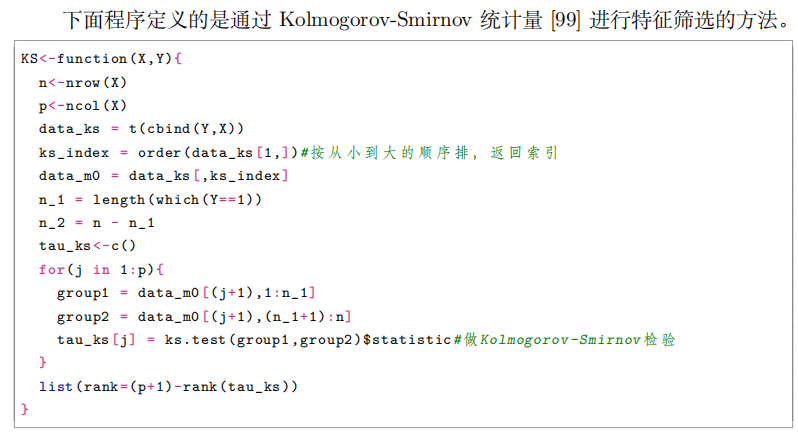 下面程序定义的是通过 Kolmogorov-Smirnov 统计量 [99] 进行特征筛选的方法。
KS<-function(X,Y){
  n<-nrow(X)
  p<-ncol(X)
  data_ks = t(cbind(Y,X))
  ks_index = order(data_ks[1,])#按从小到大的顺序排，返回索引
  data_m0 = data_ks[,ks_index]
  n_1 = length(which(Y==1))
  n_2 = n - n_1
  tau_ks<-c()
  for(j in 1:p){
    group1 = data_m0[(j+1),1:n_1]
    group2 = data_m0[(j+1),(n_1+1):n]
    tau_ks[j] = ks.test(group1,group2)$statistic#做Kolmogorov-Smirnov检验
  }
  list(rank=(p+1)-rank(tau_ks))
}